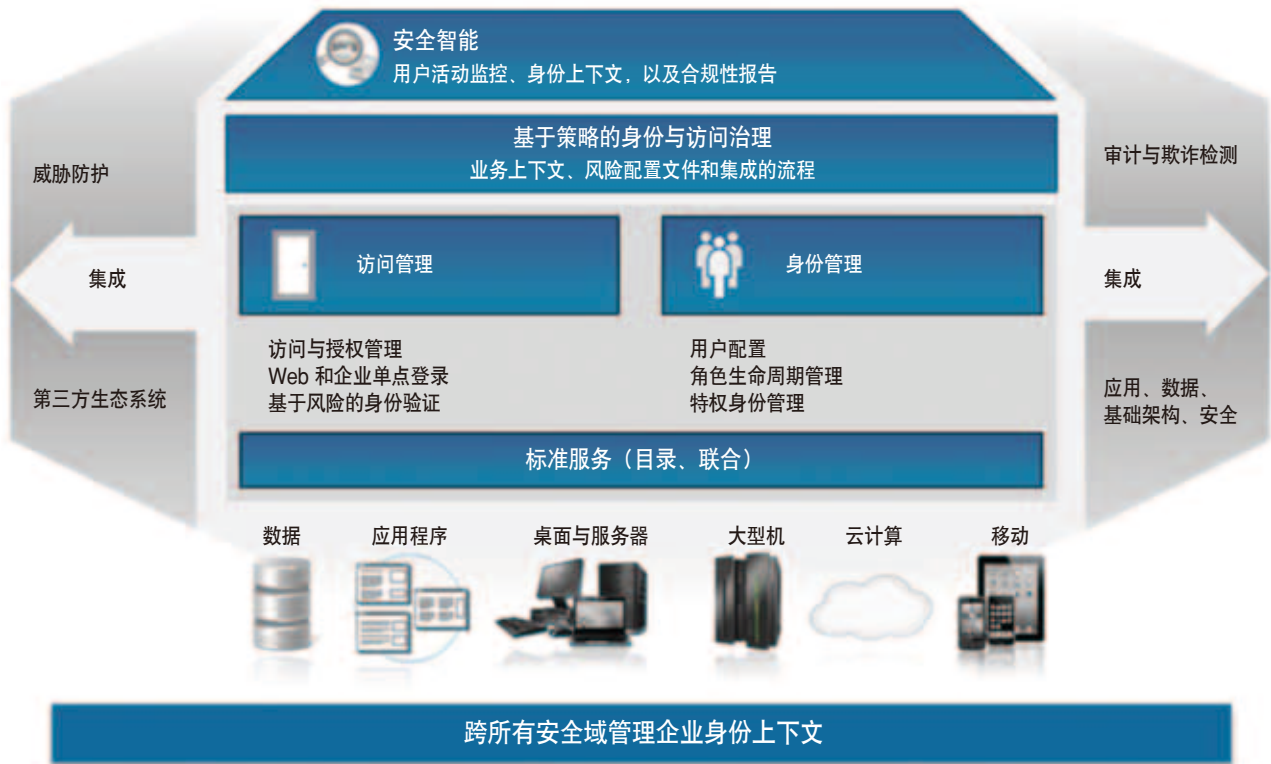 安全智能
用户活动监控、身份上下文，以及合规性报告
基于策略的身份与访问治理
业务上下文、风险配置文件和集成的流程
威胁防护
集成
第三方生态系统
访问管理
访问与授权管理
Web 和企业单点登录
基于风险的身份验证
身份管理
用户配置
角色生命周期管理
特权身份管理
审计与欺诈检测
集成
应用、数据、
基础架构、安全
标准服务（目录、联合）
数据
应用程序
桌面与服务器
大型机
云计算
移动
跨所有安全域管理企业身份上下文